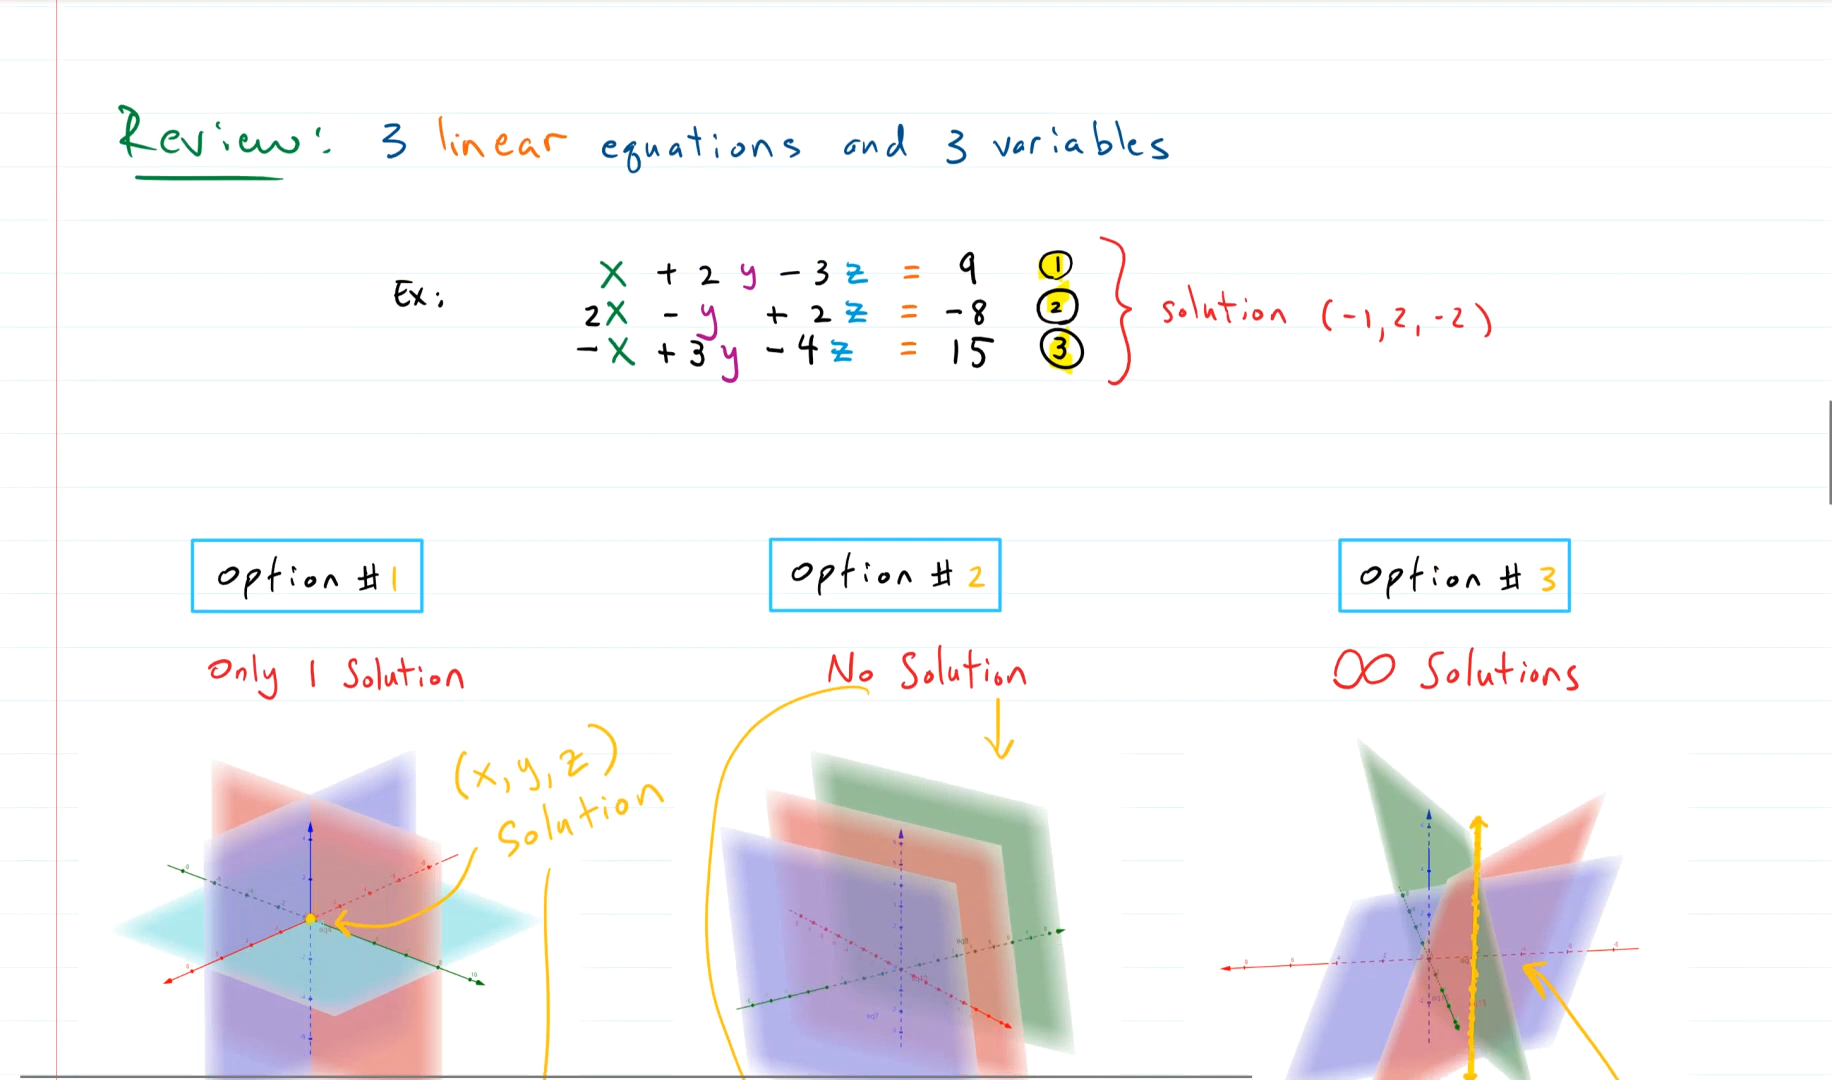 Review: 3 linear equations and 3 variables
Ex: x + 2y - 3z = 9 ①
2x - y + 2z = -8 ②
-x + 3y - 4z = 15 ③
solution (-1, 2, -2)
option # 1
option # 2
option # 3
Only 1 Solution
No Solution
∞ Solutions
(x, y, z)
Solution